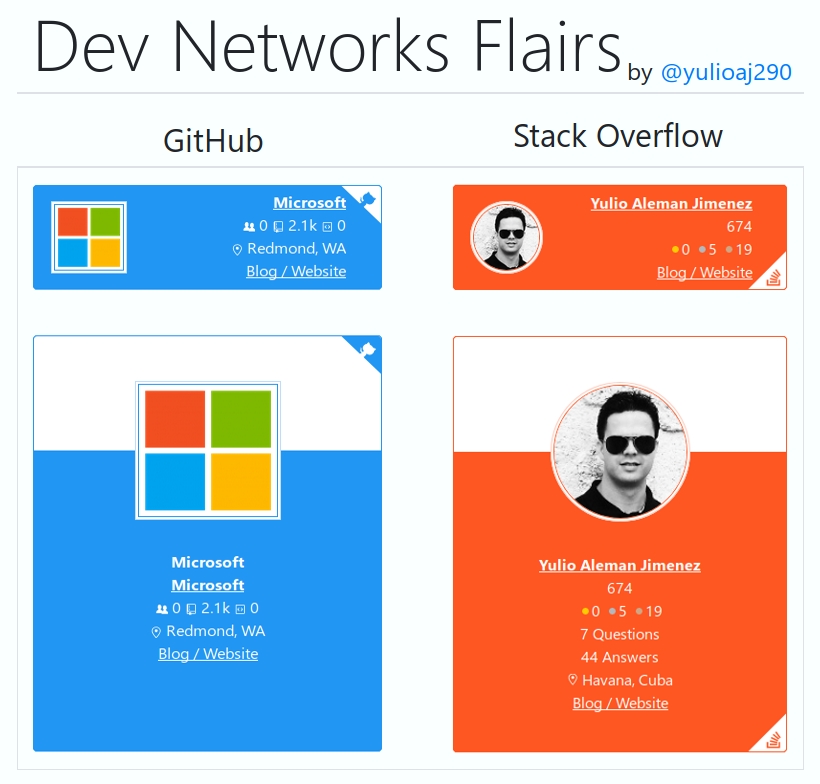 Dev Networks Flairs by @yulioaj290
GitHub
Stack Overflow
Microsoft
0 2.1k 0
Redmond, WA
Blog / Website
Yulio Aleman Jimenez
674
0 5 19
Blog / Website
Microsoft
Microsoft
0 2.1k 0
Redmond, WA
Blog / Website
Yulio Aleman Jimenez
674
0 5 19
7 Questions
44 Answers
Havana, Cuba
Blog / Website